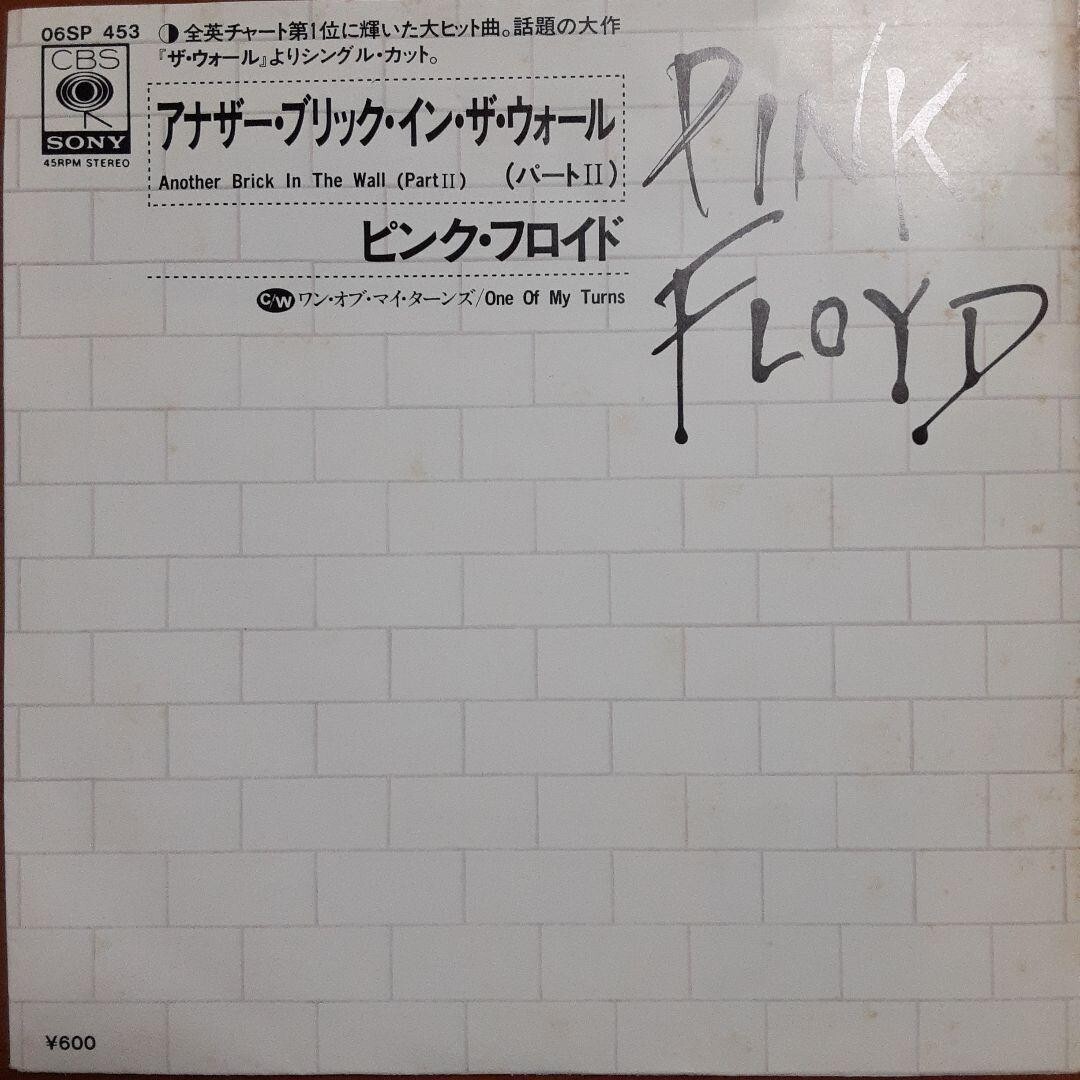 06SP 453
CBS
SONY
45RPM STEREO
全英チャート第1位に輝いた大ヒット曲。話題の大作
『ザ・ウォール』よりシングル・カット。
アナザー・ブリック・イン・ザ・ウォール
Another Brick In The Wall (Part II) (パートII)
ピンク・フロイド
C/W ワン・オブ・マイ・ターンズ/One Of My Turns
PINK
FLOYD
¥600